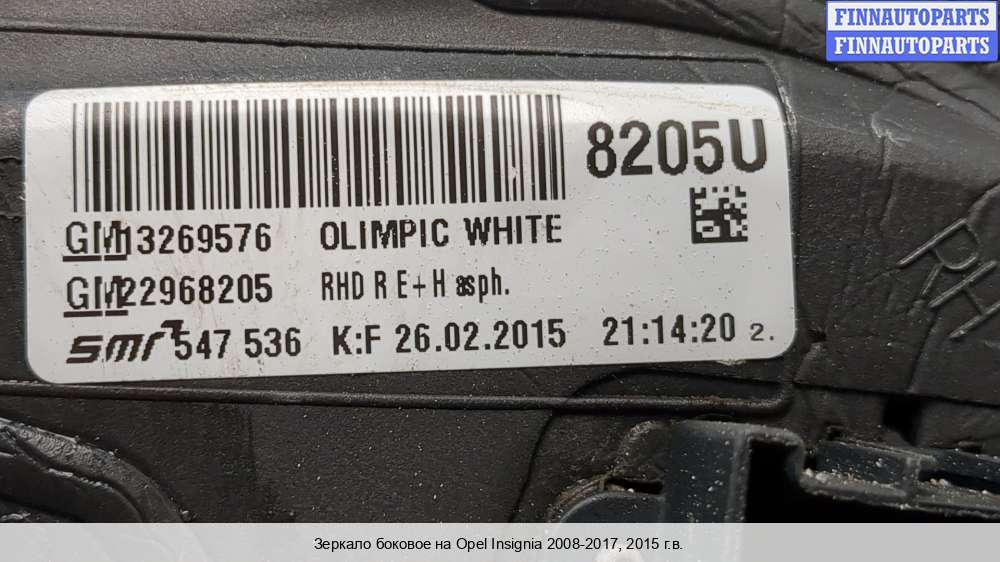 FINNAUTOPARTS
FINNAUTOPARTS
8205U
GM13269576 OLIMPIC WHITE
GM22968205 RHD R E+H asph.
smr 547 536 K:F 26.02.2015 21:14:20 2.
RH
Зеркало боковое на Opel Insignia 2008-2017, 2015 г.в.